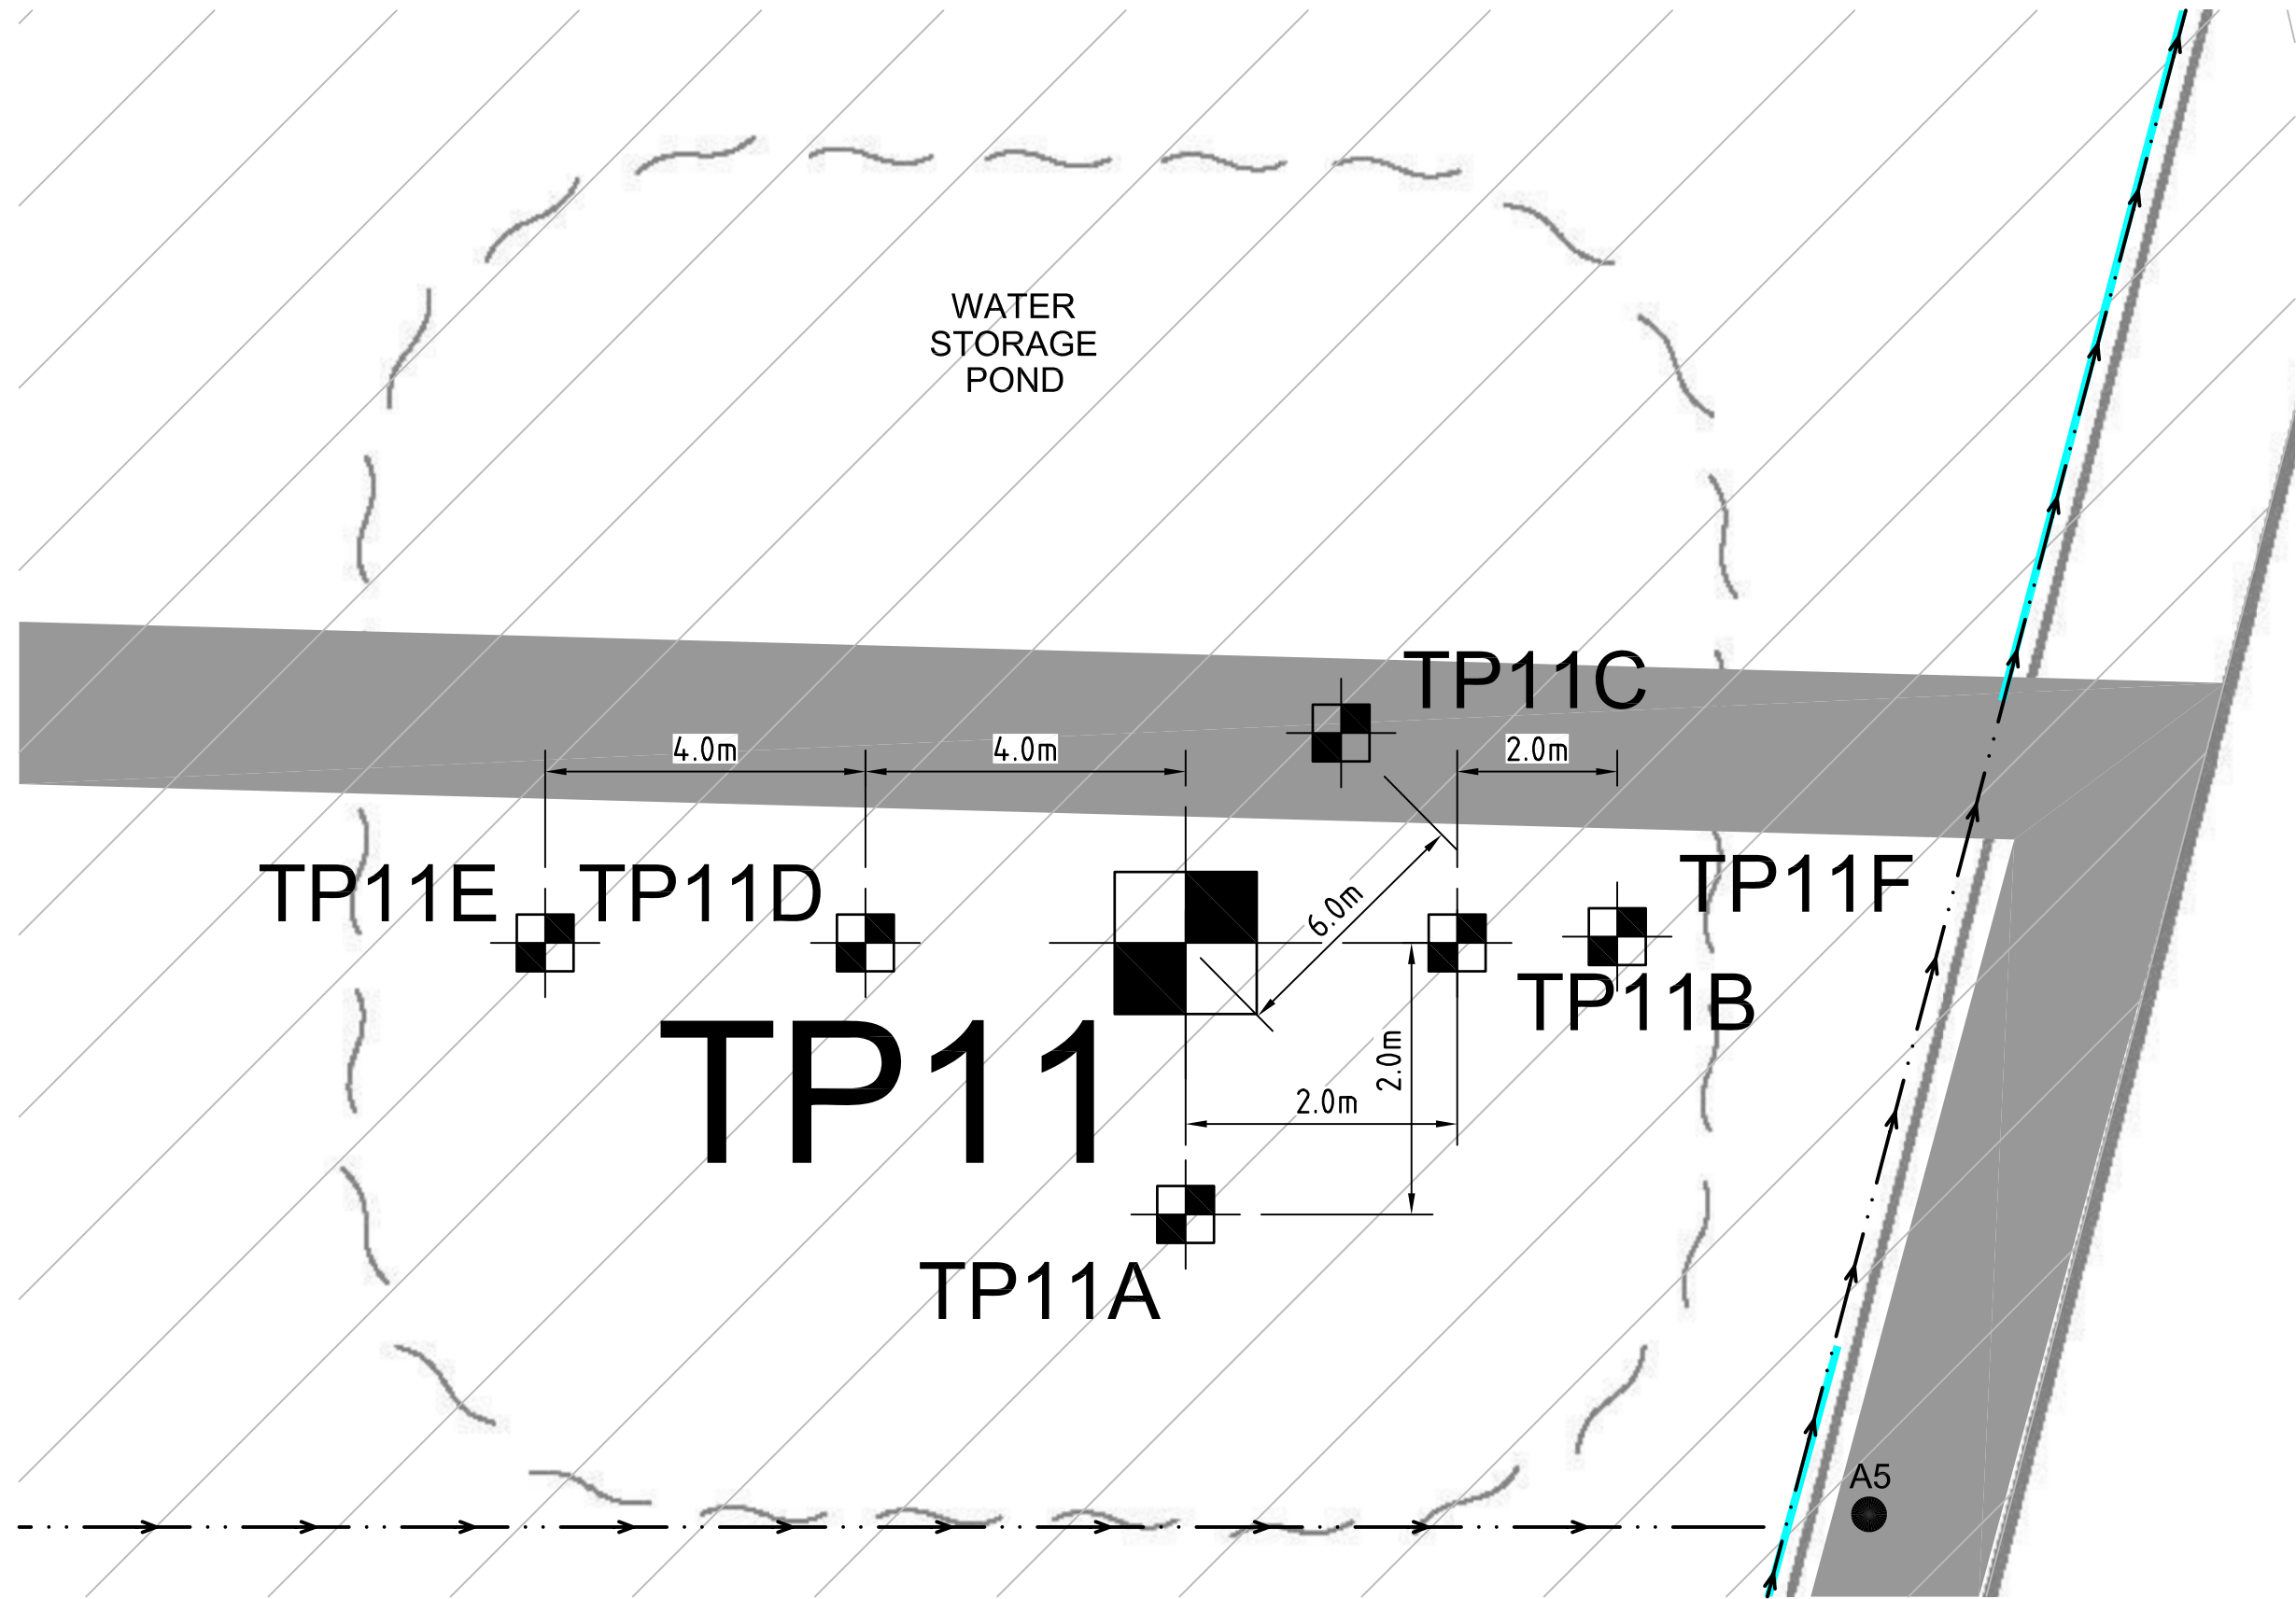 WATER
STORAGE
POND
TP11C
4.0m
4.0m
2.0m
TP11E
TP11D
TP11F
6.0m
TP11B
TP11
2.0m
2.0m
TP11A
A5